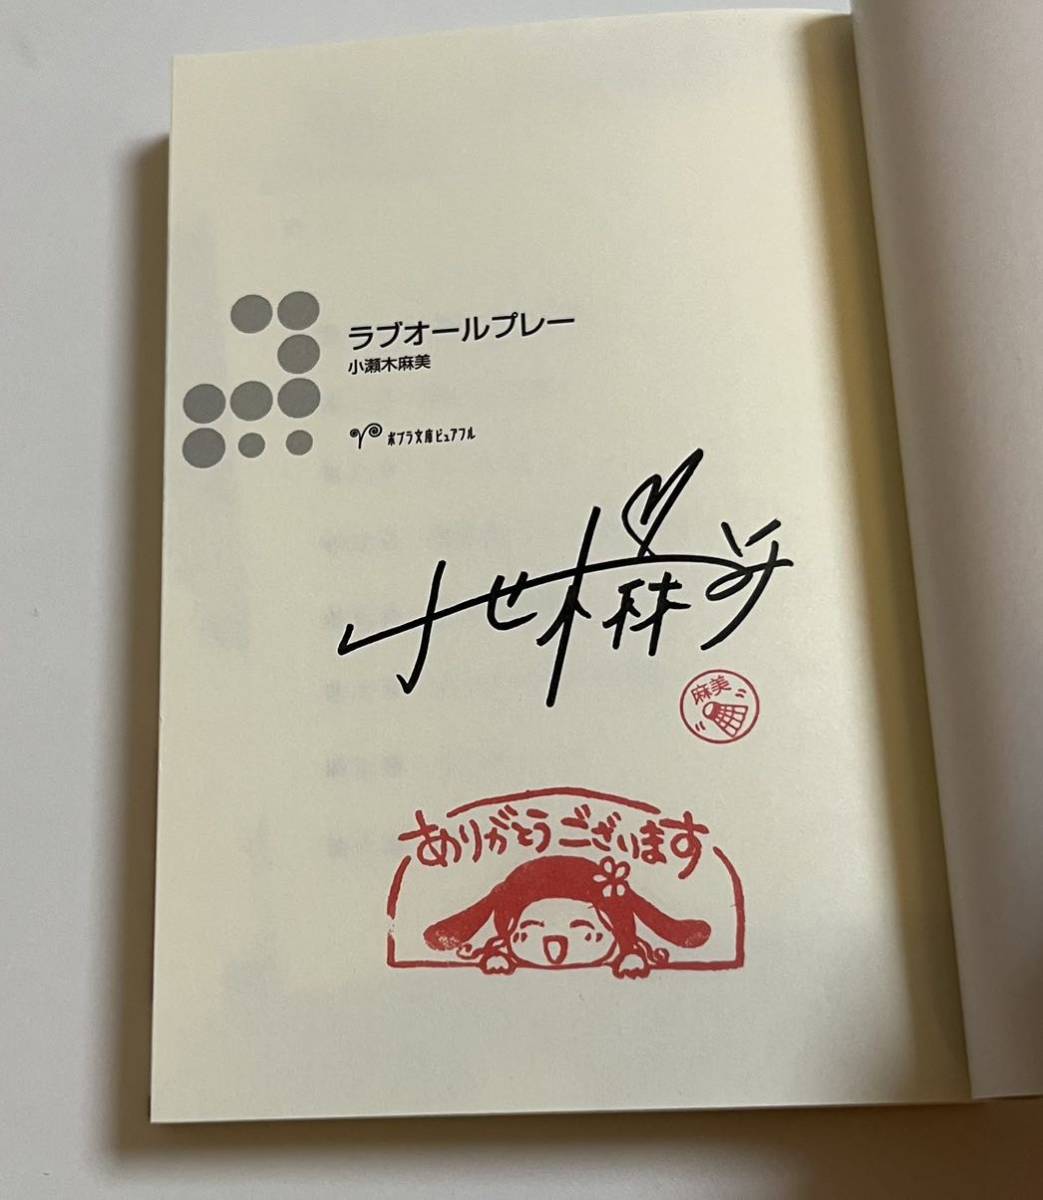 ラブオールプレー
小瀬木麻美
ポプラ文庫ピュアフル
小セ木麻美
麻美
ありがとうございます